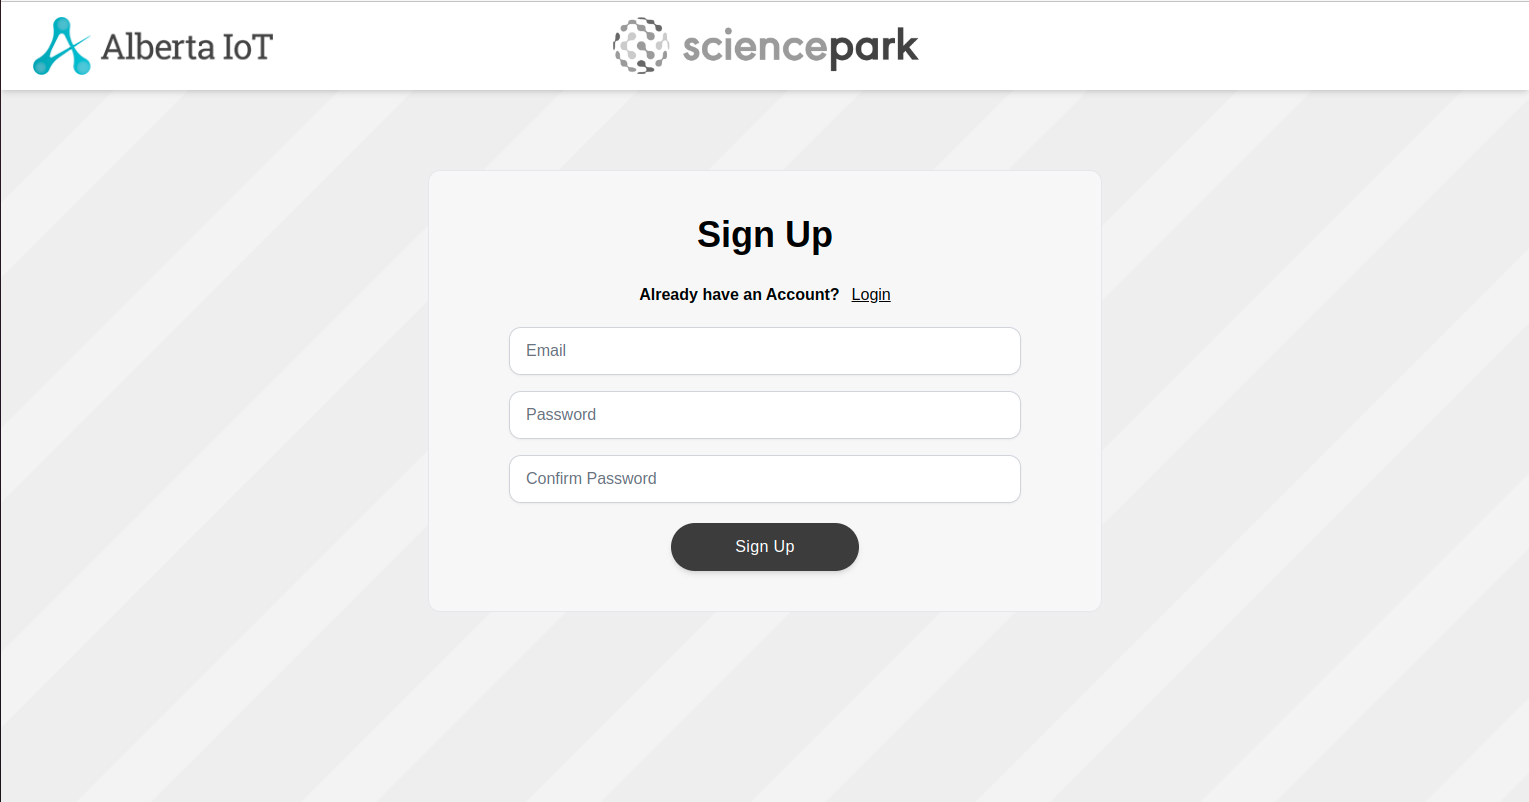 Alberta IoT
sciencepark
Sign Up
Already have an Account? Login
Email
Password
Confirm Password
Sign Up